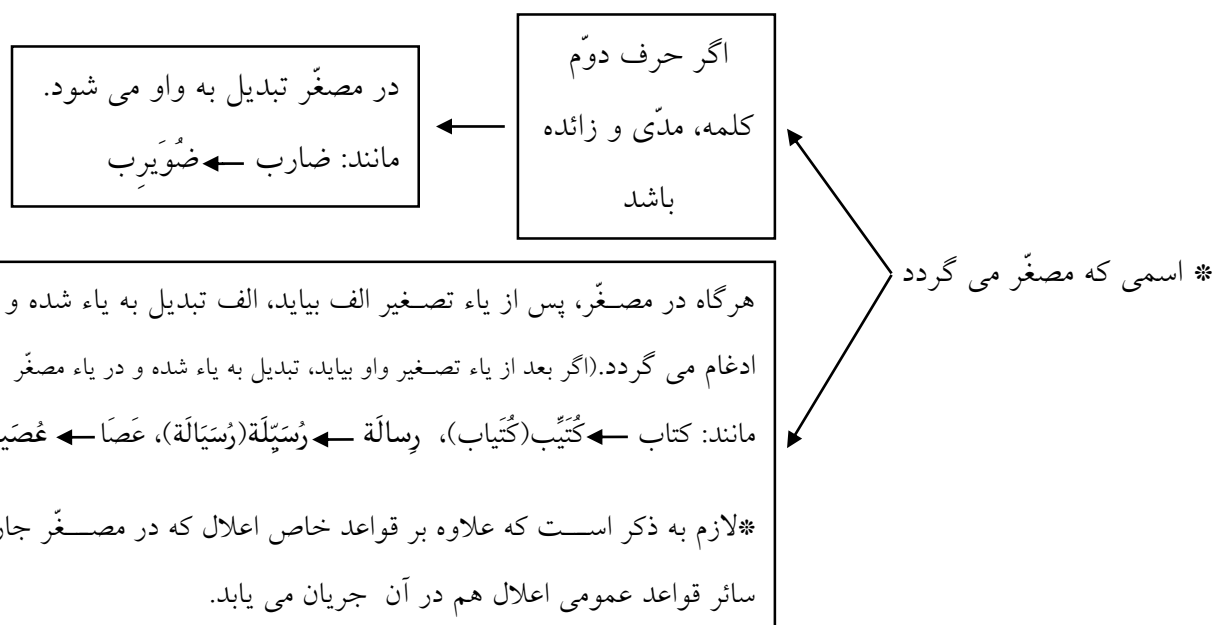 * اسمی که مصغّر می گردد
اگر حرف دوّم
کلمه، مدّی و زائده
باشد
در مصغّر تبدیل به واو می شود.
مانند: ضارب ← ضُوَیرِب
هرگاه در مصغّر، پس از یاء تصغیر الف بیاید، الف تبدیل به یاء شده و
ادغام می گردد.(اگر بعد از یاء تصغیر واو بیاید، تبدیل به یاء شده و در یاء مصغّر
مانند: کتاب ← کُتَیِّب(کُتَیاب)، رِسالَة ← رُسَیِّلَة(رُسَیَالَة)، عَصَا ←
*لازم به ذکر است که علاوه بر قواعد خاص اعلال که در مصغّر
سائر قواعد عمومی اعلال هم در آن جریان می یابد.